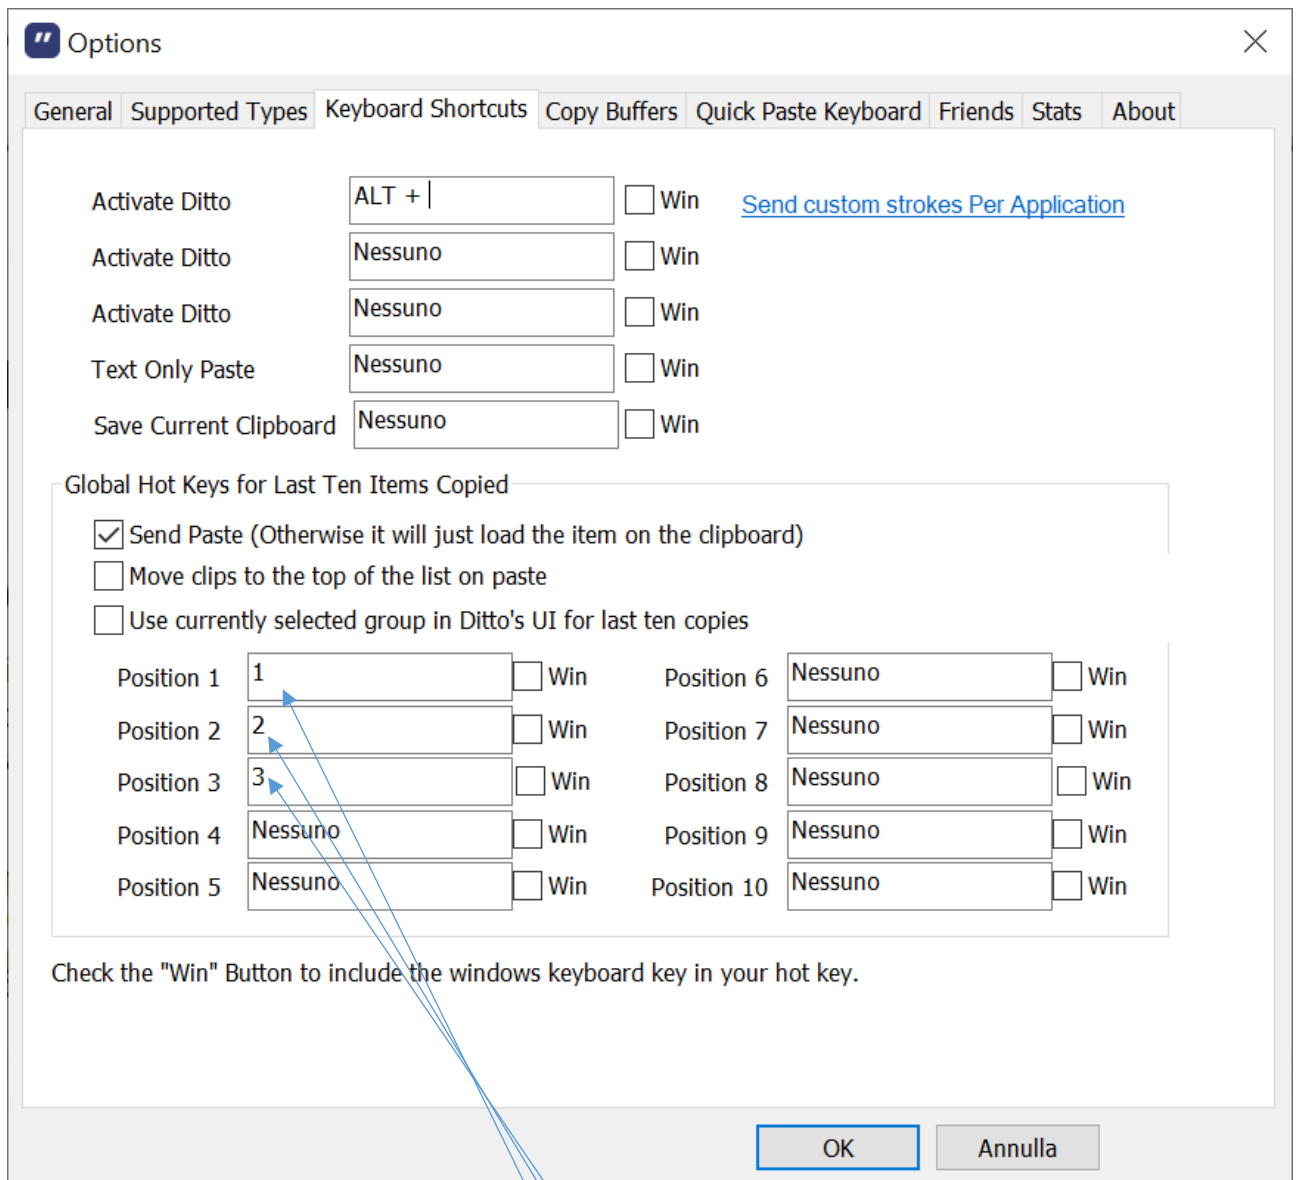 Options
General Supported Types Keyboard Shortcuts Copy Buffers Quick Paste Keyboard Friends Stats About
Activate Ditto ALT + Win Send custom strokes Per Application
Activate Ditto Nessuno Win
Activate Ditto Nessuno Win
Text Only Paste Nessuno Win
Save Current Clipboard Nessuno Win
Global Hot Keys for Last Ten Items Copied
Send Paste (Otherwise it will just load the item on the clipboard)
Move clips to the top of the list on paste
Use currently selected group in Ditto's UI for last ten copies
Position 1 1 Win Position 6 Nessuno Win
Position 2 2 Win Position 7 Nessuno Win
Position 3 3 Win Position 8 Nessuno Win
Position 4 Nessuno Win Position 9 Nessuno Win
Position 5 Nessuno Win Position 10 Nessuno Win
Check the "Win" Button to include the windows keyboard key in your hot key.
OK Annulla